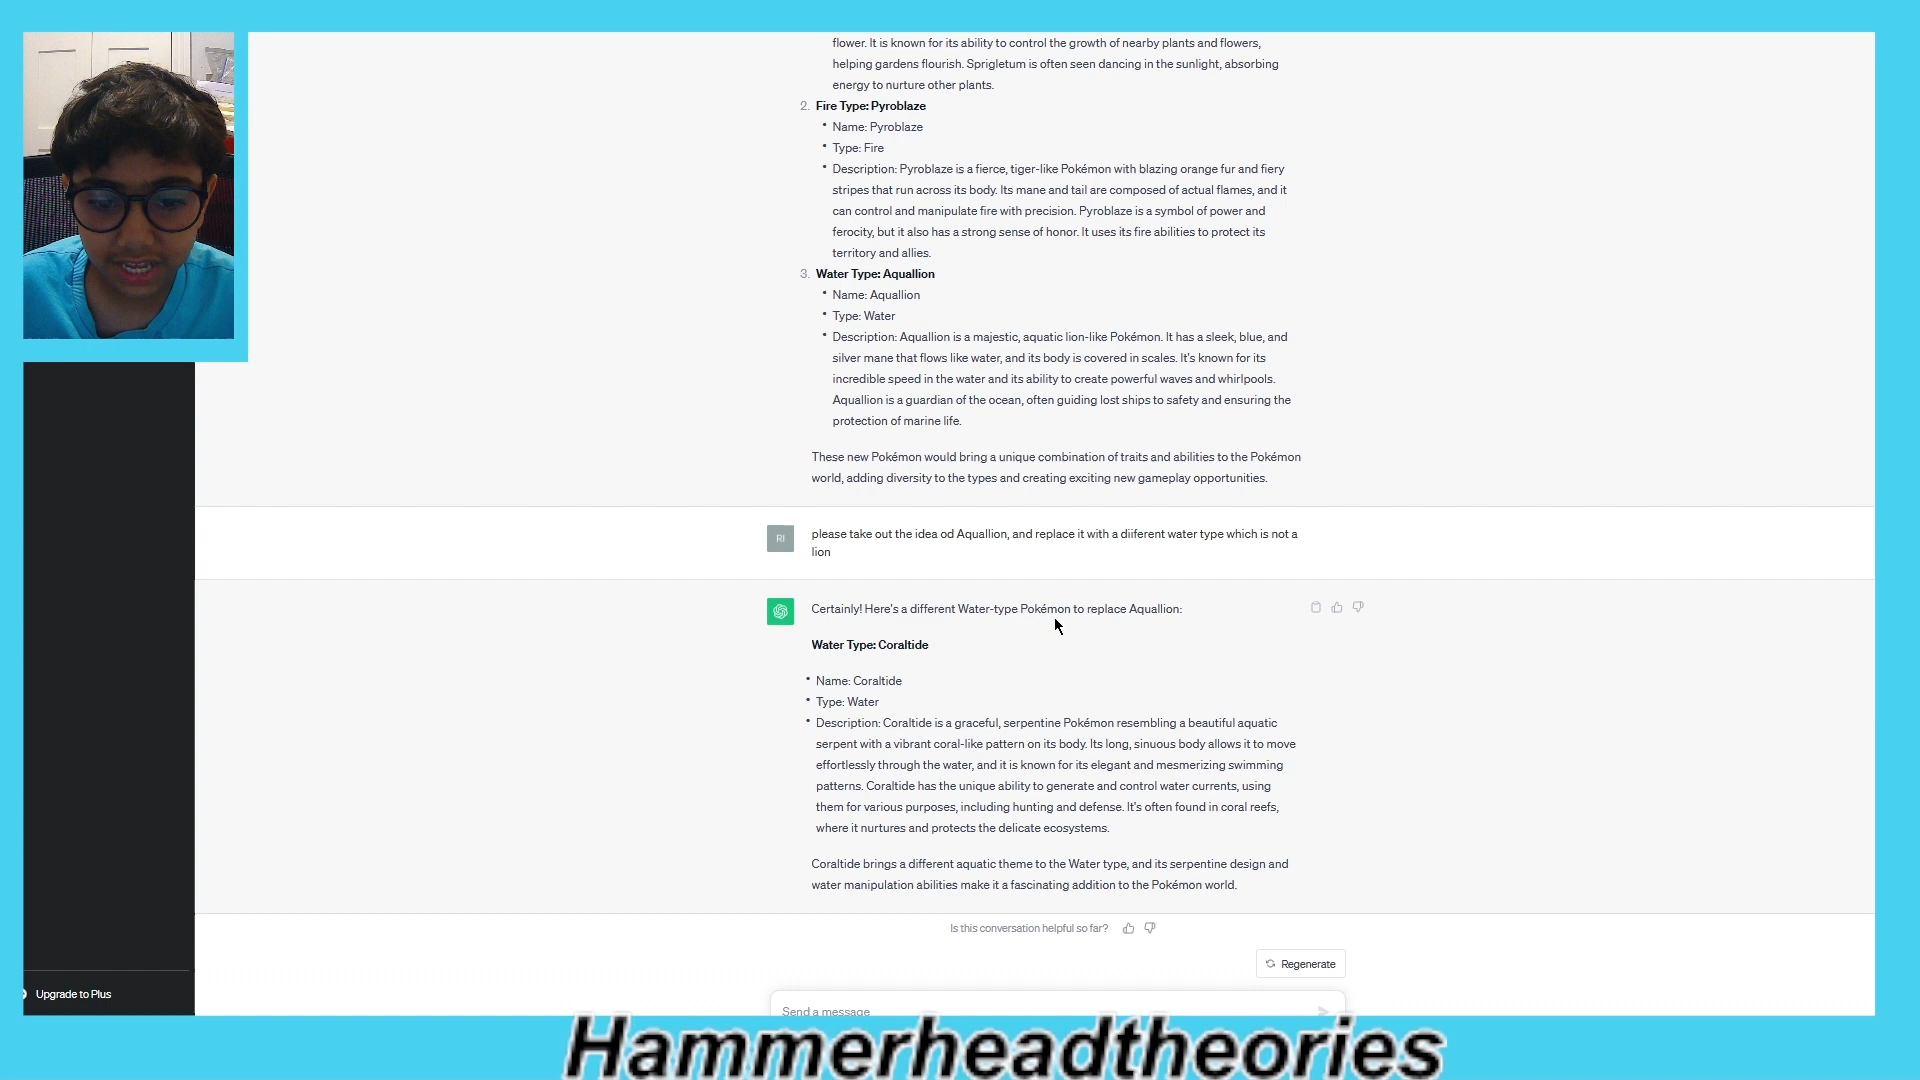 flower. It is known for its ability to control the growth of nearby plants and flowers,
helping gardens flourish. Sprigletum is often seen dancing in the sunlight, absorbing
energy to nurture other plants.
2. Fire Type: Pyroblaze
• Name: Pyroblaze
• Type: Fire
• Description: Pyroblaze is a fierce, tiger-like Pokémon with blazing orange fur and fiery
stripes that run across its body. Its mane and tail are composed of actual flames, and it
can control and manipulate fire with precision. Pyroblaze is a symbol of power and
ferocity, but it also has a strong sense of honor. It uses its fire abilities to protect its
territory and allies.
3. Water Type: Aquallion
• Name: Aquallion
• Type: Water
• Description: Aquallion is a majestic, aquatic lion-like Pokémon. It has a sleek, blue, and
silver mane that flows like water, and its body is covered in scales. It's known for its
incredible speed in the water and its ability to create powerful waves and whirlpools.
Aquallion is a guardian of the ocean, often guiding lost ships to safety and ensuring the
protection of marine life.
These new Pokémon would bring a unique combination of traits and abilities to the Pokémon
world, adding diversity to the types and creating exciting new gameplay opportunities.
RI
please take out the idea od Aquallion, and replace it with a diifferent water type which is not a
lion
Certainly! Here's a different Water-type Pokémon to replace Aquallion:
Water Type: Coraltide
• Name: Coraltide
• Type: Water
• Description: Coraltide is a graceful, serpentine Pokémon resembling a beautiful aquatic
serpent with a vibrant coral-like pattern on its body. Its long, sinuous body allows it to move
effortlessly through the water, and it is known for its elegant and mesmerizing swimming
patterns. Coraltide has the unique ability to generate and control water currents, using
them for various purposes, including hunting and defense. It's often found in coral reefs,
where it nurtures and protects the delicate ecosystems.
Coraltide brings a different aquatic theme to the Water type, and its serpentine design and
water manipulation abilities make it a fascinating addition to the Pokémon world.
Is this conversation helpful so far?
Regenerate
Upgrade to Plus
Send a message
Hammerheadtheories